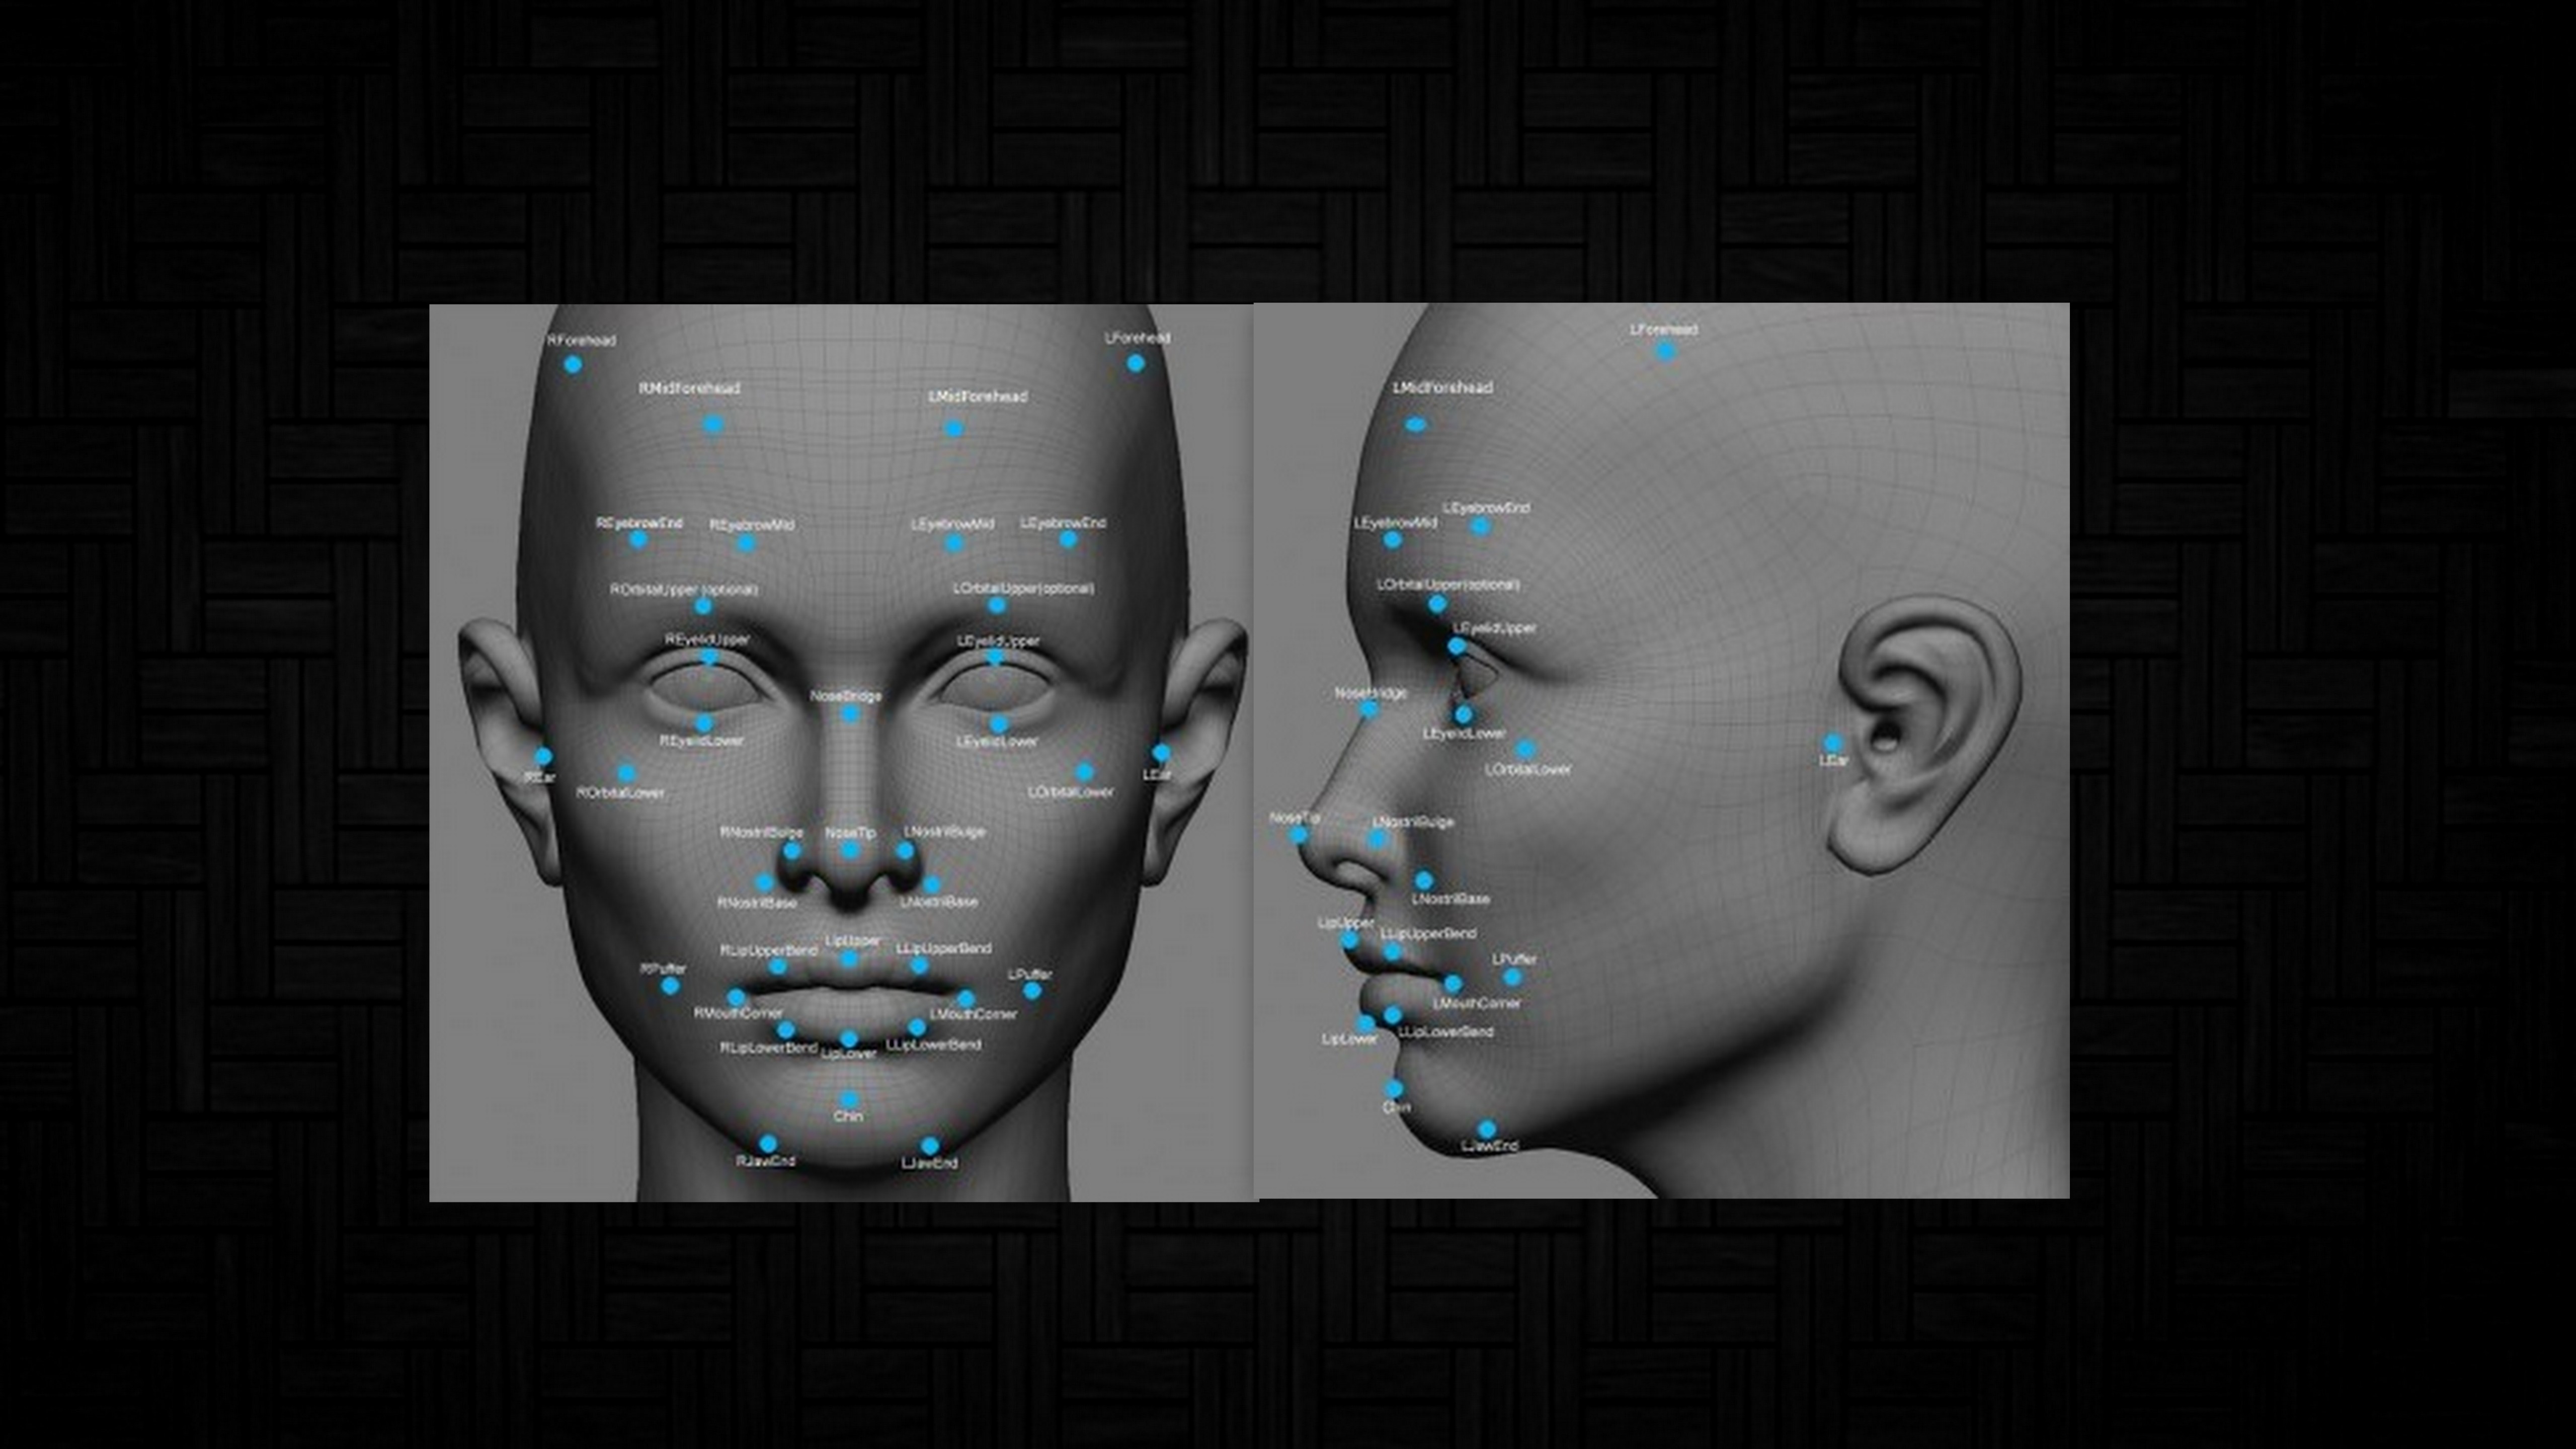 RForehead
LForehead
RMidForehead
LMidForehead
REyebrowEnd
REyebrowMid
LEyebrowMid
LEyebrowEnd
ROrbitalUpper (optional)
LOrbitalUpper(optional)
REyelidUpper
LEyelidUpper
NoseBridge
REyelidLower
LEyelidLower
REar
LEar
ROrbitalLower
LOrbitalLower
RNostrilBulge
NoseTip
LNostrilBulge
RNostrilBase
LNostrilBase
RLipUpperBend
LipUpper
LLipUpperBend
RPuffer
LPuffer
RMouthCorner
LMouthCorner
RLipLowerBend
LipLower
LLipLowerBend
Chin
RJawEnd
LJawEnd
LForehead
LMidForehead
LEyebrowEnd
LEyebrowMid
LOrbitalUpper(optional)
LEyelidUpper
NoseBridge
LEyelidLower
LOrbitalLower
LEar
NoseTip
LNostrilBulge
LNostrilBase
LipUpper
LLipUpperBend
LPuffer
LMouthCorner
LLipLowerBend
LipLower
Chin
LJawEnd